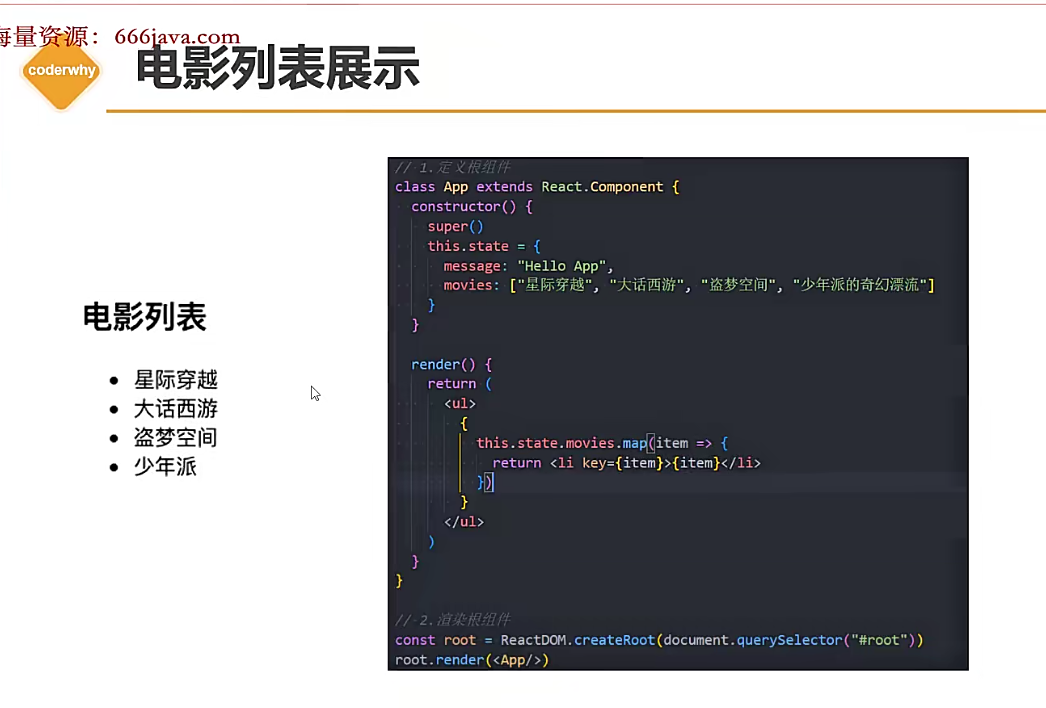 海量资源：666java.com
coderwhy
电影列表展示
电影列表
星际穿越
大话西游
盗梦空间
少年派
// 1.定义根组件
class App extends React.Component {
constructor() {
super()
this.state = {
message: "Hello App",
movies: ["星际穿越", "大话西游", "盗梦空间", "少年派的奇幻漂流"]
}
}
render() {
return (
<ul>
{
this.state.movies.map(item => {
return <li key={item}>{item}</li>
})
}
</ul>
)
}
}
// 2.渲染根组件
const root = ReactDOM.createRoot(document.querySelector("#root"))
root.render(<App/>)